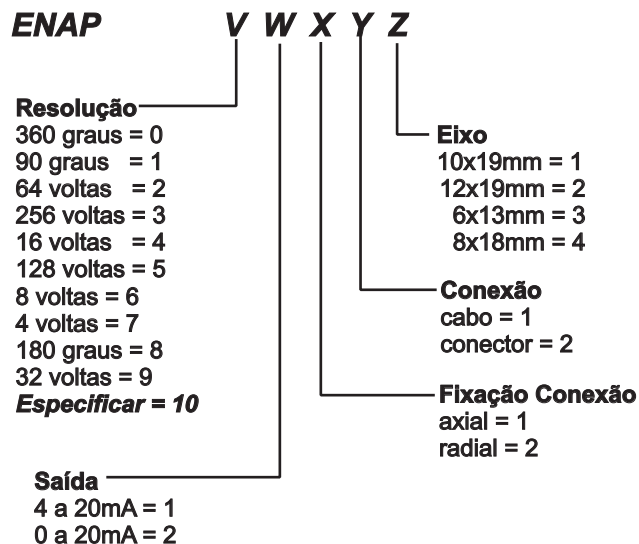 ENAP V W X Y Z
Resolução
360 graus = 0
90 graus = 1
64 voltas = 2
256 voltas = 3
16 voltas = 4
128 voltas = 5
8 voltas = 6
4 voltas = 7
180 graus = 8
32 voltas = 9
Especificar = 10
Eixo
10x19mm = 1
12x19mm = 2
6x13mm = 3
8x18mm = 4
Conexão
cabo = 1
conector = 2
Fixação Conexão
axial = 1
radial = 2
Saída
4 a 20mA = 1
0 a 20mA = 2